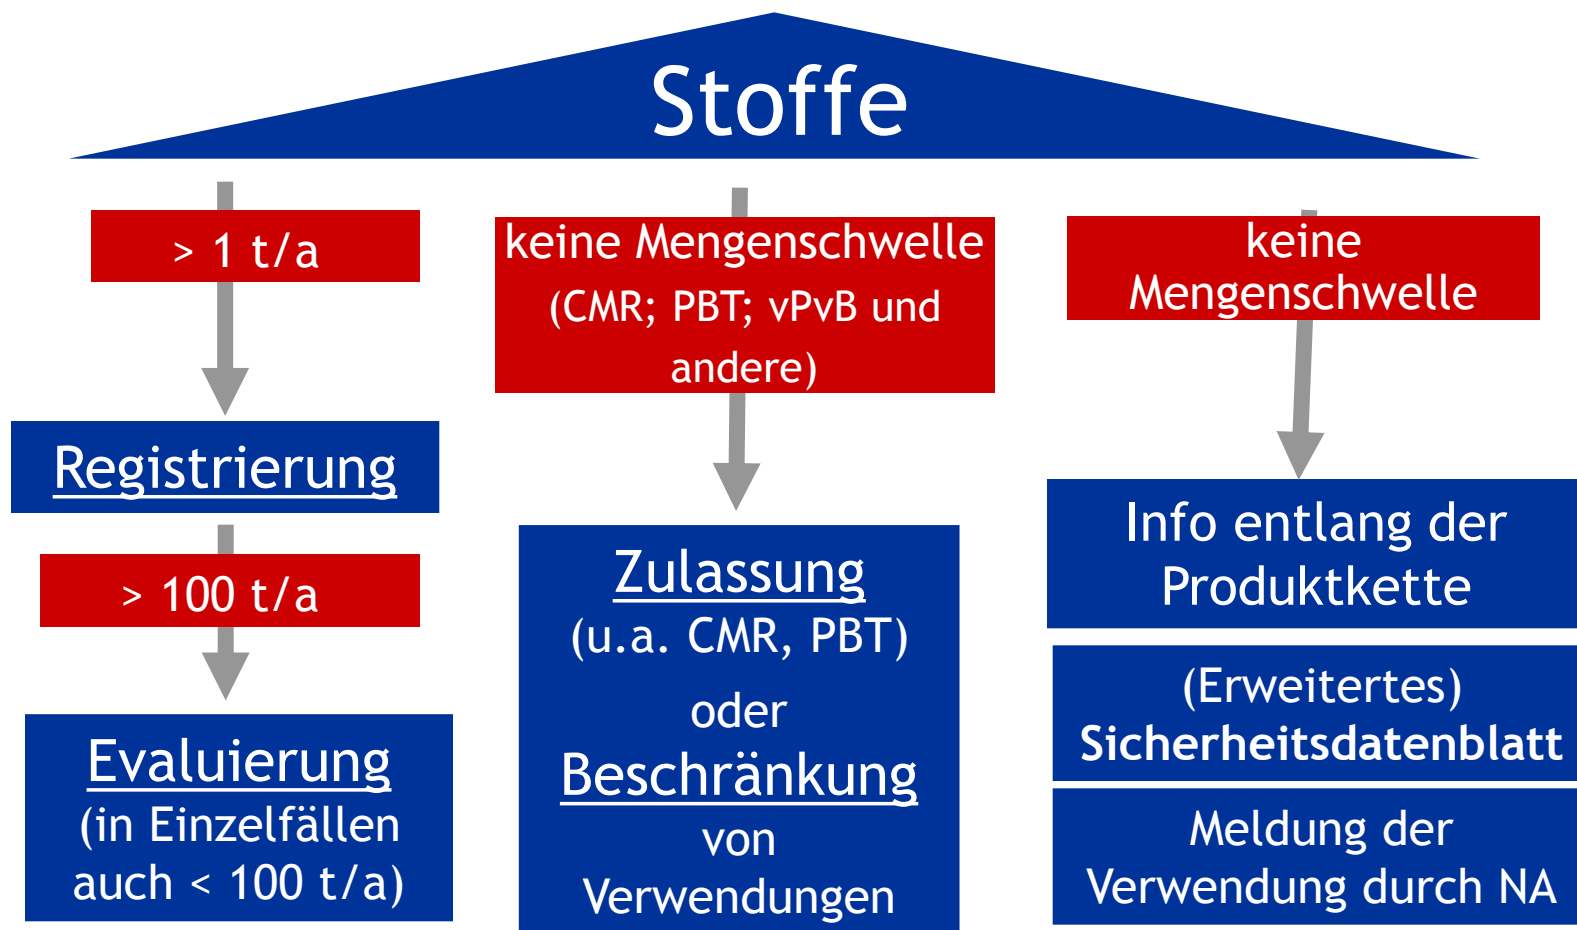 Stoffe
> 1 t/a
Registrierung
> 100 t/a
Evaluierung
(in Einzelfällen
auch < 100 t/a)
keine Mengenschwelle
(CMR; PBT; vPvB und
andere)
Zulassung
(u.a. CMR, PBT)
oder
Beschränkung
von
Verwendungen
keine
Mengenschwelle
Info entlang der
Produktkette
(Erweitertes)
Sicherheitsdatenblatt
Meldung der
Verwendung durch NA